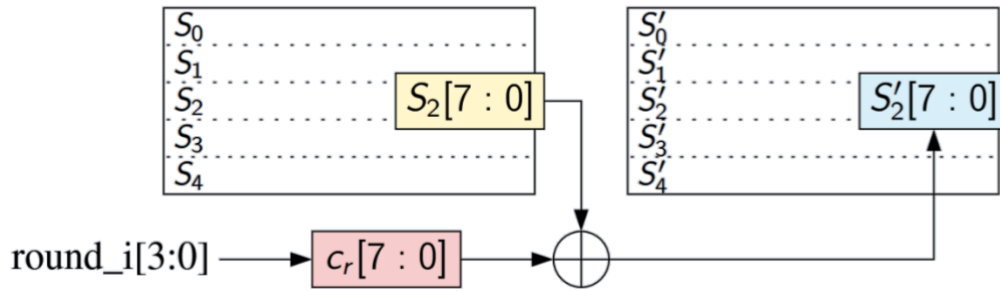 S₀ S′₀
S₁ S′₁
S₂ S₂[7 : 0] S′₂ S′₂[7 : 0]
S₃ S′₃
S₄ S′₄
round_i[3:0] cᵣ[7 : 0]